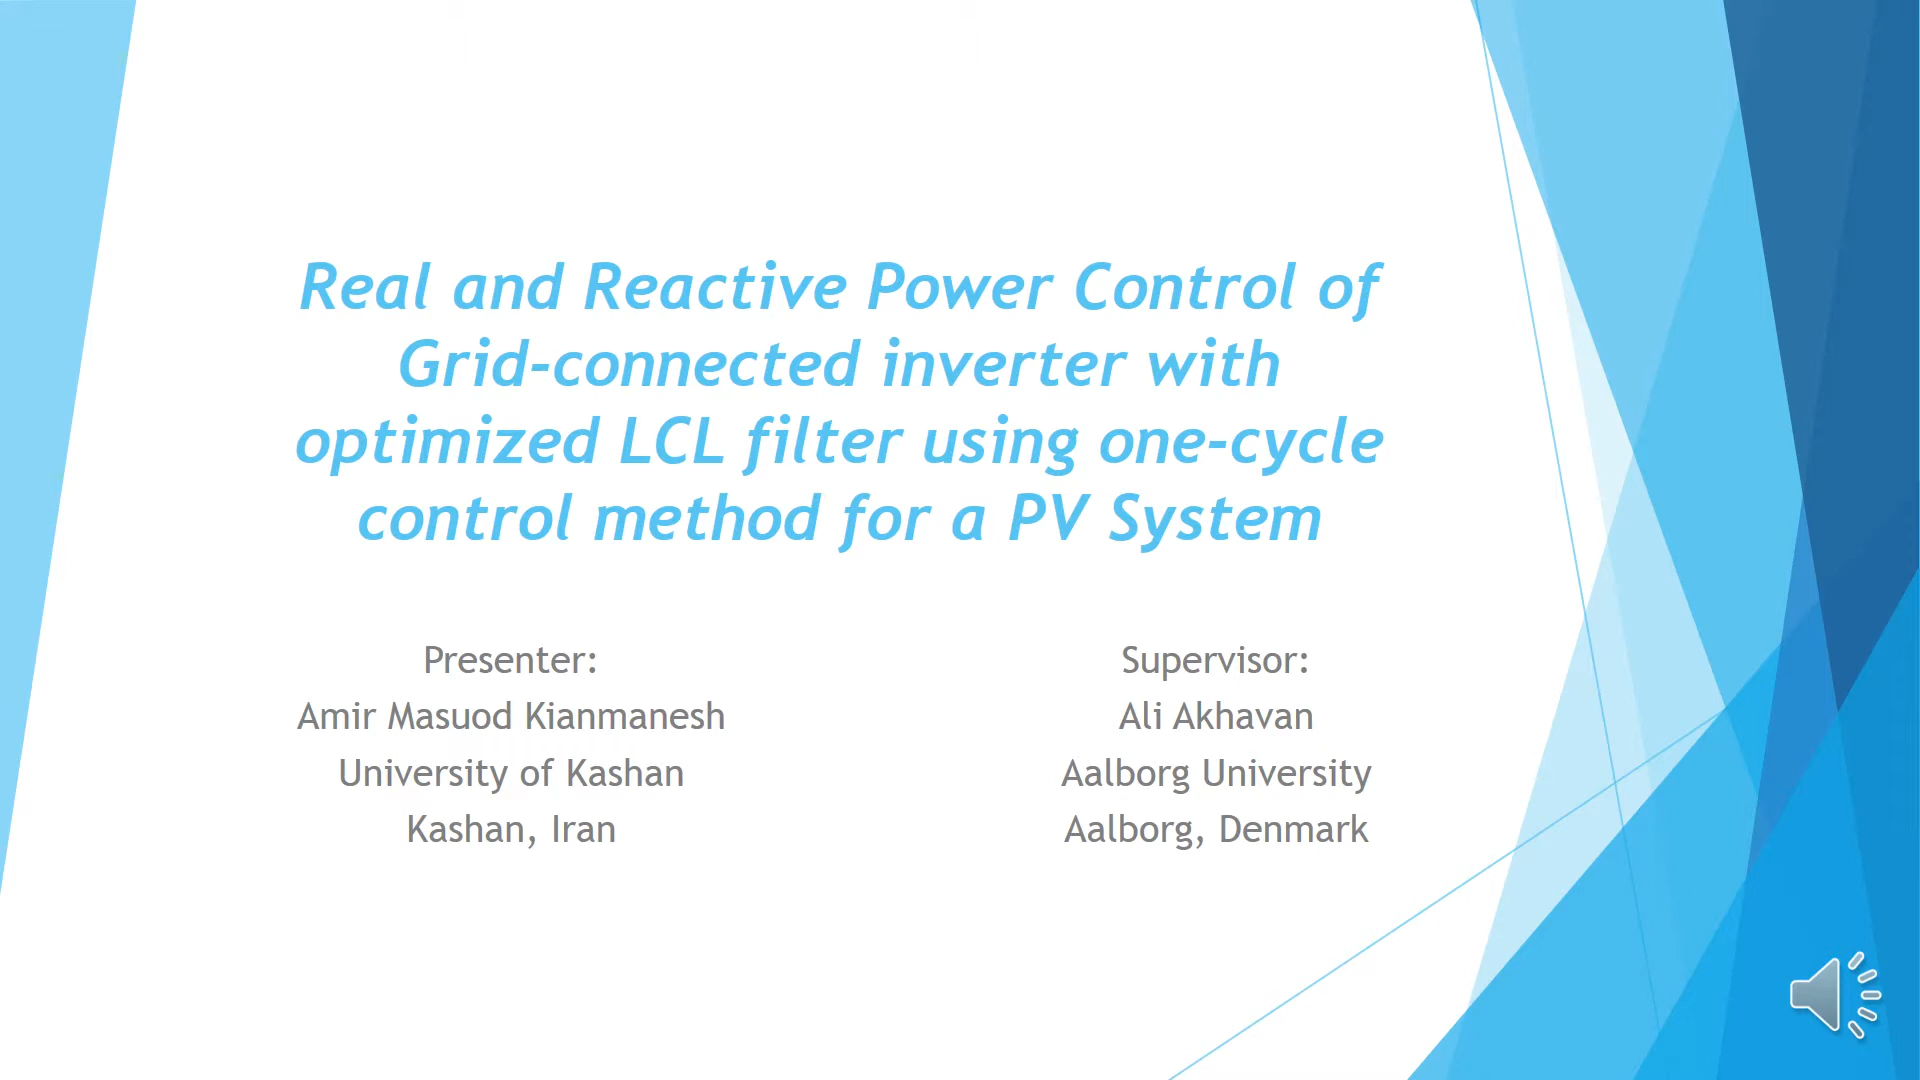 Real and Reactive Power Control of
Grid-connected inverter with
optimized LCL filter using one-cycle
control method for a PV System
Presenter:
Amir Masuod Kianmanesh
University of Kashan
Kashan, Iran
Supervisor:
Ali Akhavan
Aalborg University
Aalborg, Denmark